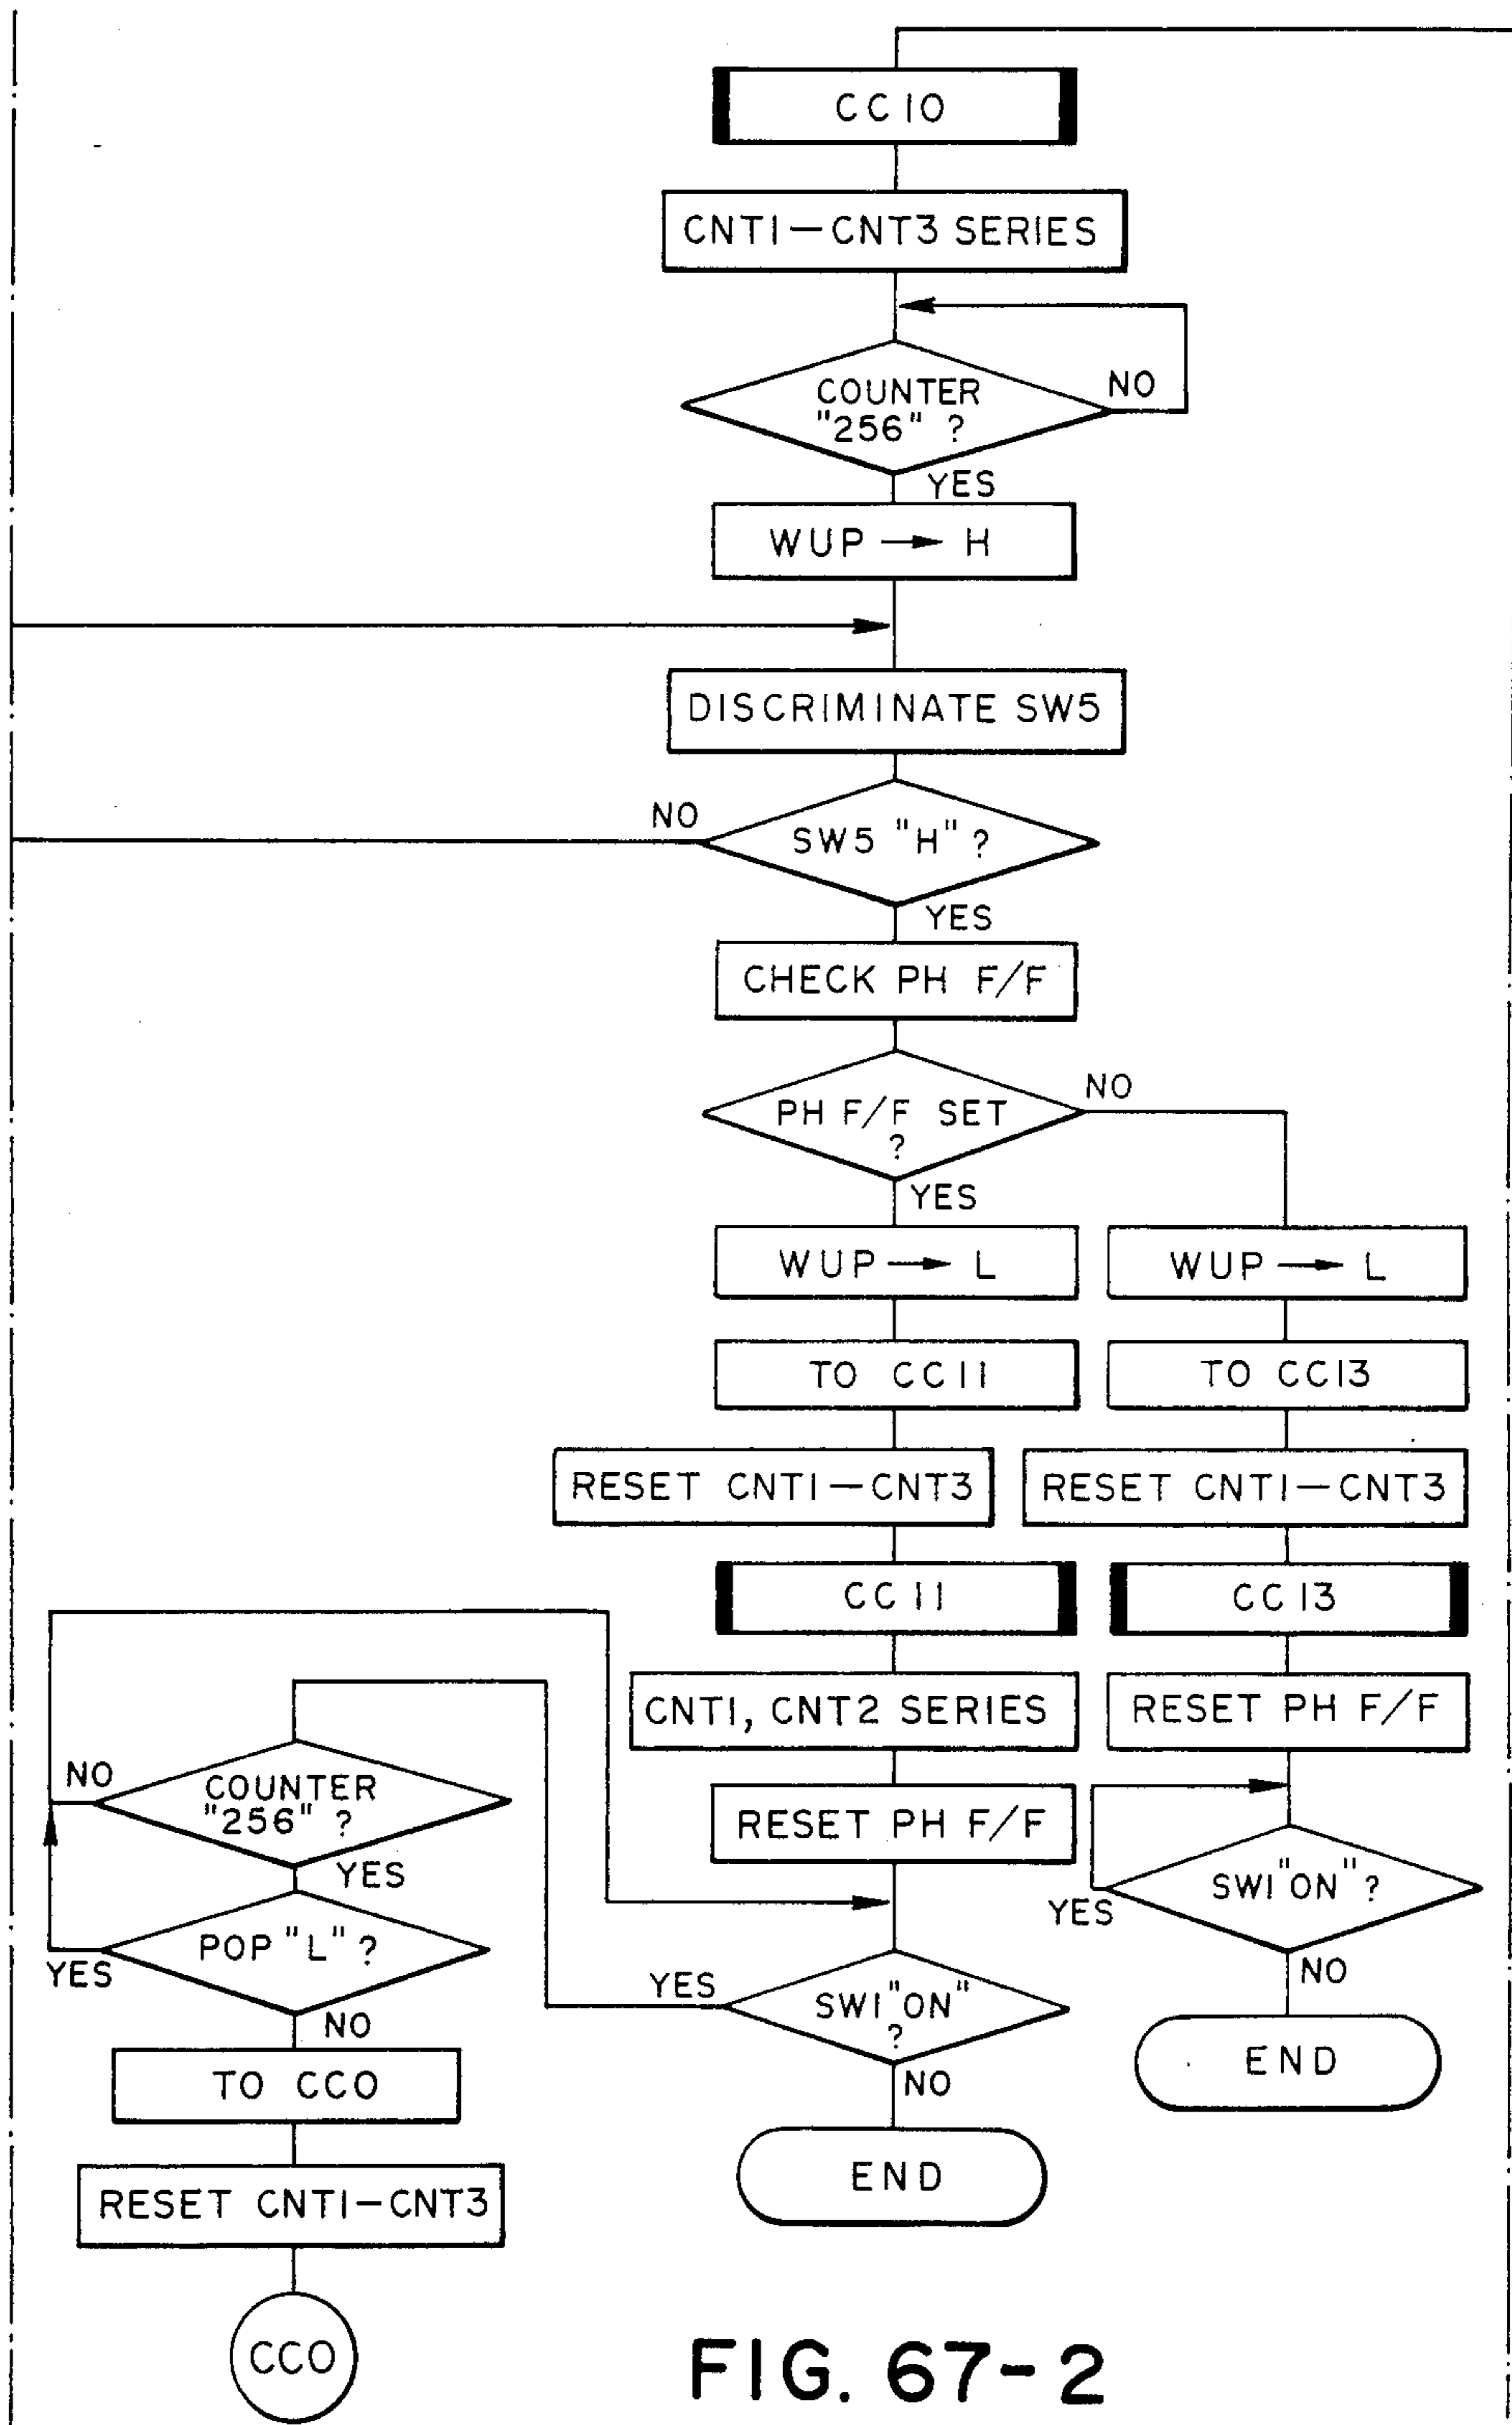 CC10
CNT1—CNT3 SERIES
COUNTER
"256" ?
NO
YES
WUP → H
DISCRIMINATE SW5
NO
SW5 "H" ?
YES
CHECK PH F/F
PH F/F SET
?
NO
YES
WUP → L
WUP → L
TO CC11
TO CC13
RESET CNT1—CNT3
RESET CNT1—CNT3
CC11
CC13
CNT1, CNT2 SERIES
RESET PH F/F
NO
COUNTER
"256" ?
YES
RESET PH F/F
SW1 "ON" ?
YES
NO
POP "L" ?
YES
NO
YES
SW1 "ON"
?
NO
END
TO CC0
END
RESET CNT1—CNT3
CC0
FIG. 67-2